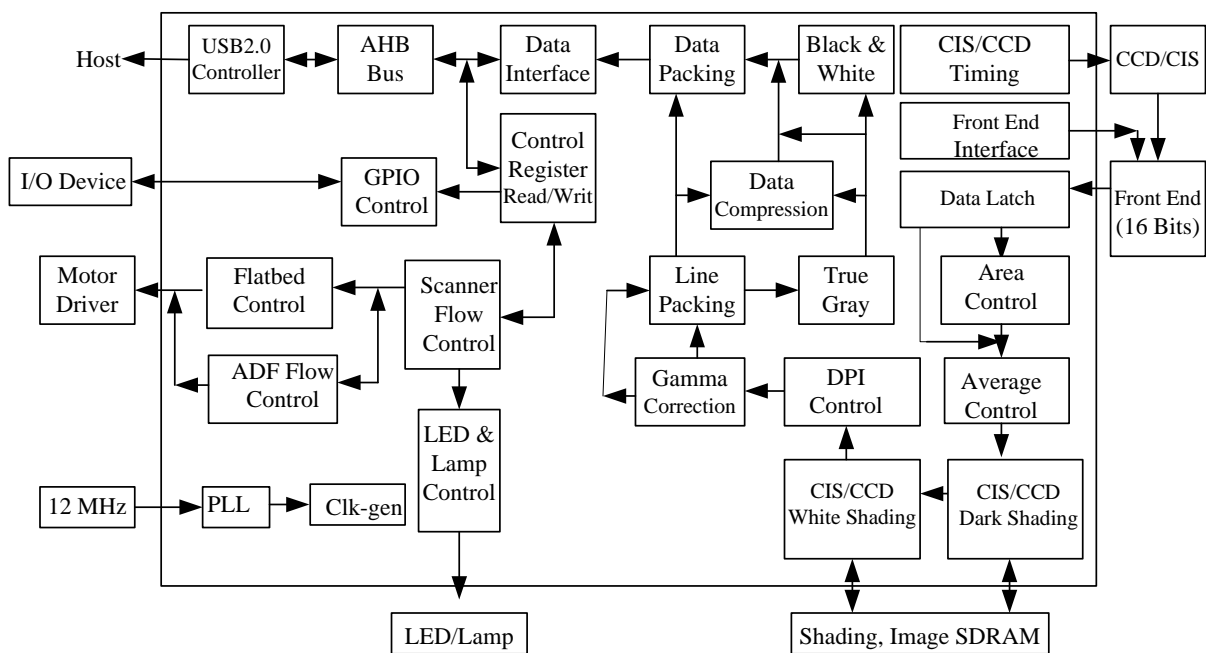 Host
USB2.0
Controller
AHB
Bus
Data
Interface
Data
Packing
Black &
White
CIS/CCD
Timing
CCD/CIS
Front End
Interface
I/O Device
GPIO
Control
Control
Register
Read/Writ
Data
Compression
Data Latch
Front End
(16 Bits)
Motor
Driver
Flatbed
Control
Scanner
Flow
Control
Line
Packing
True
Gray
Area
Control
ADF Flow
Control
Gamma
Correction
DPI
Control
Average
Control
LED &
Lamp
Control
12 MHz
PLL
Clk-gen
CIS/CCD
White Shading
CIS/CCD
Dark Shading
LED/Lamp
Shading, Image SDRAM